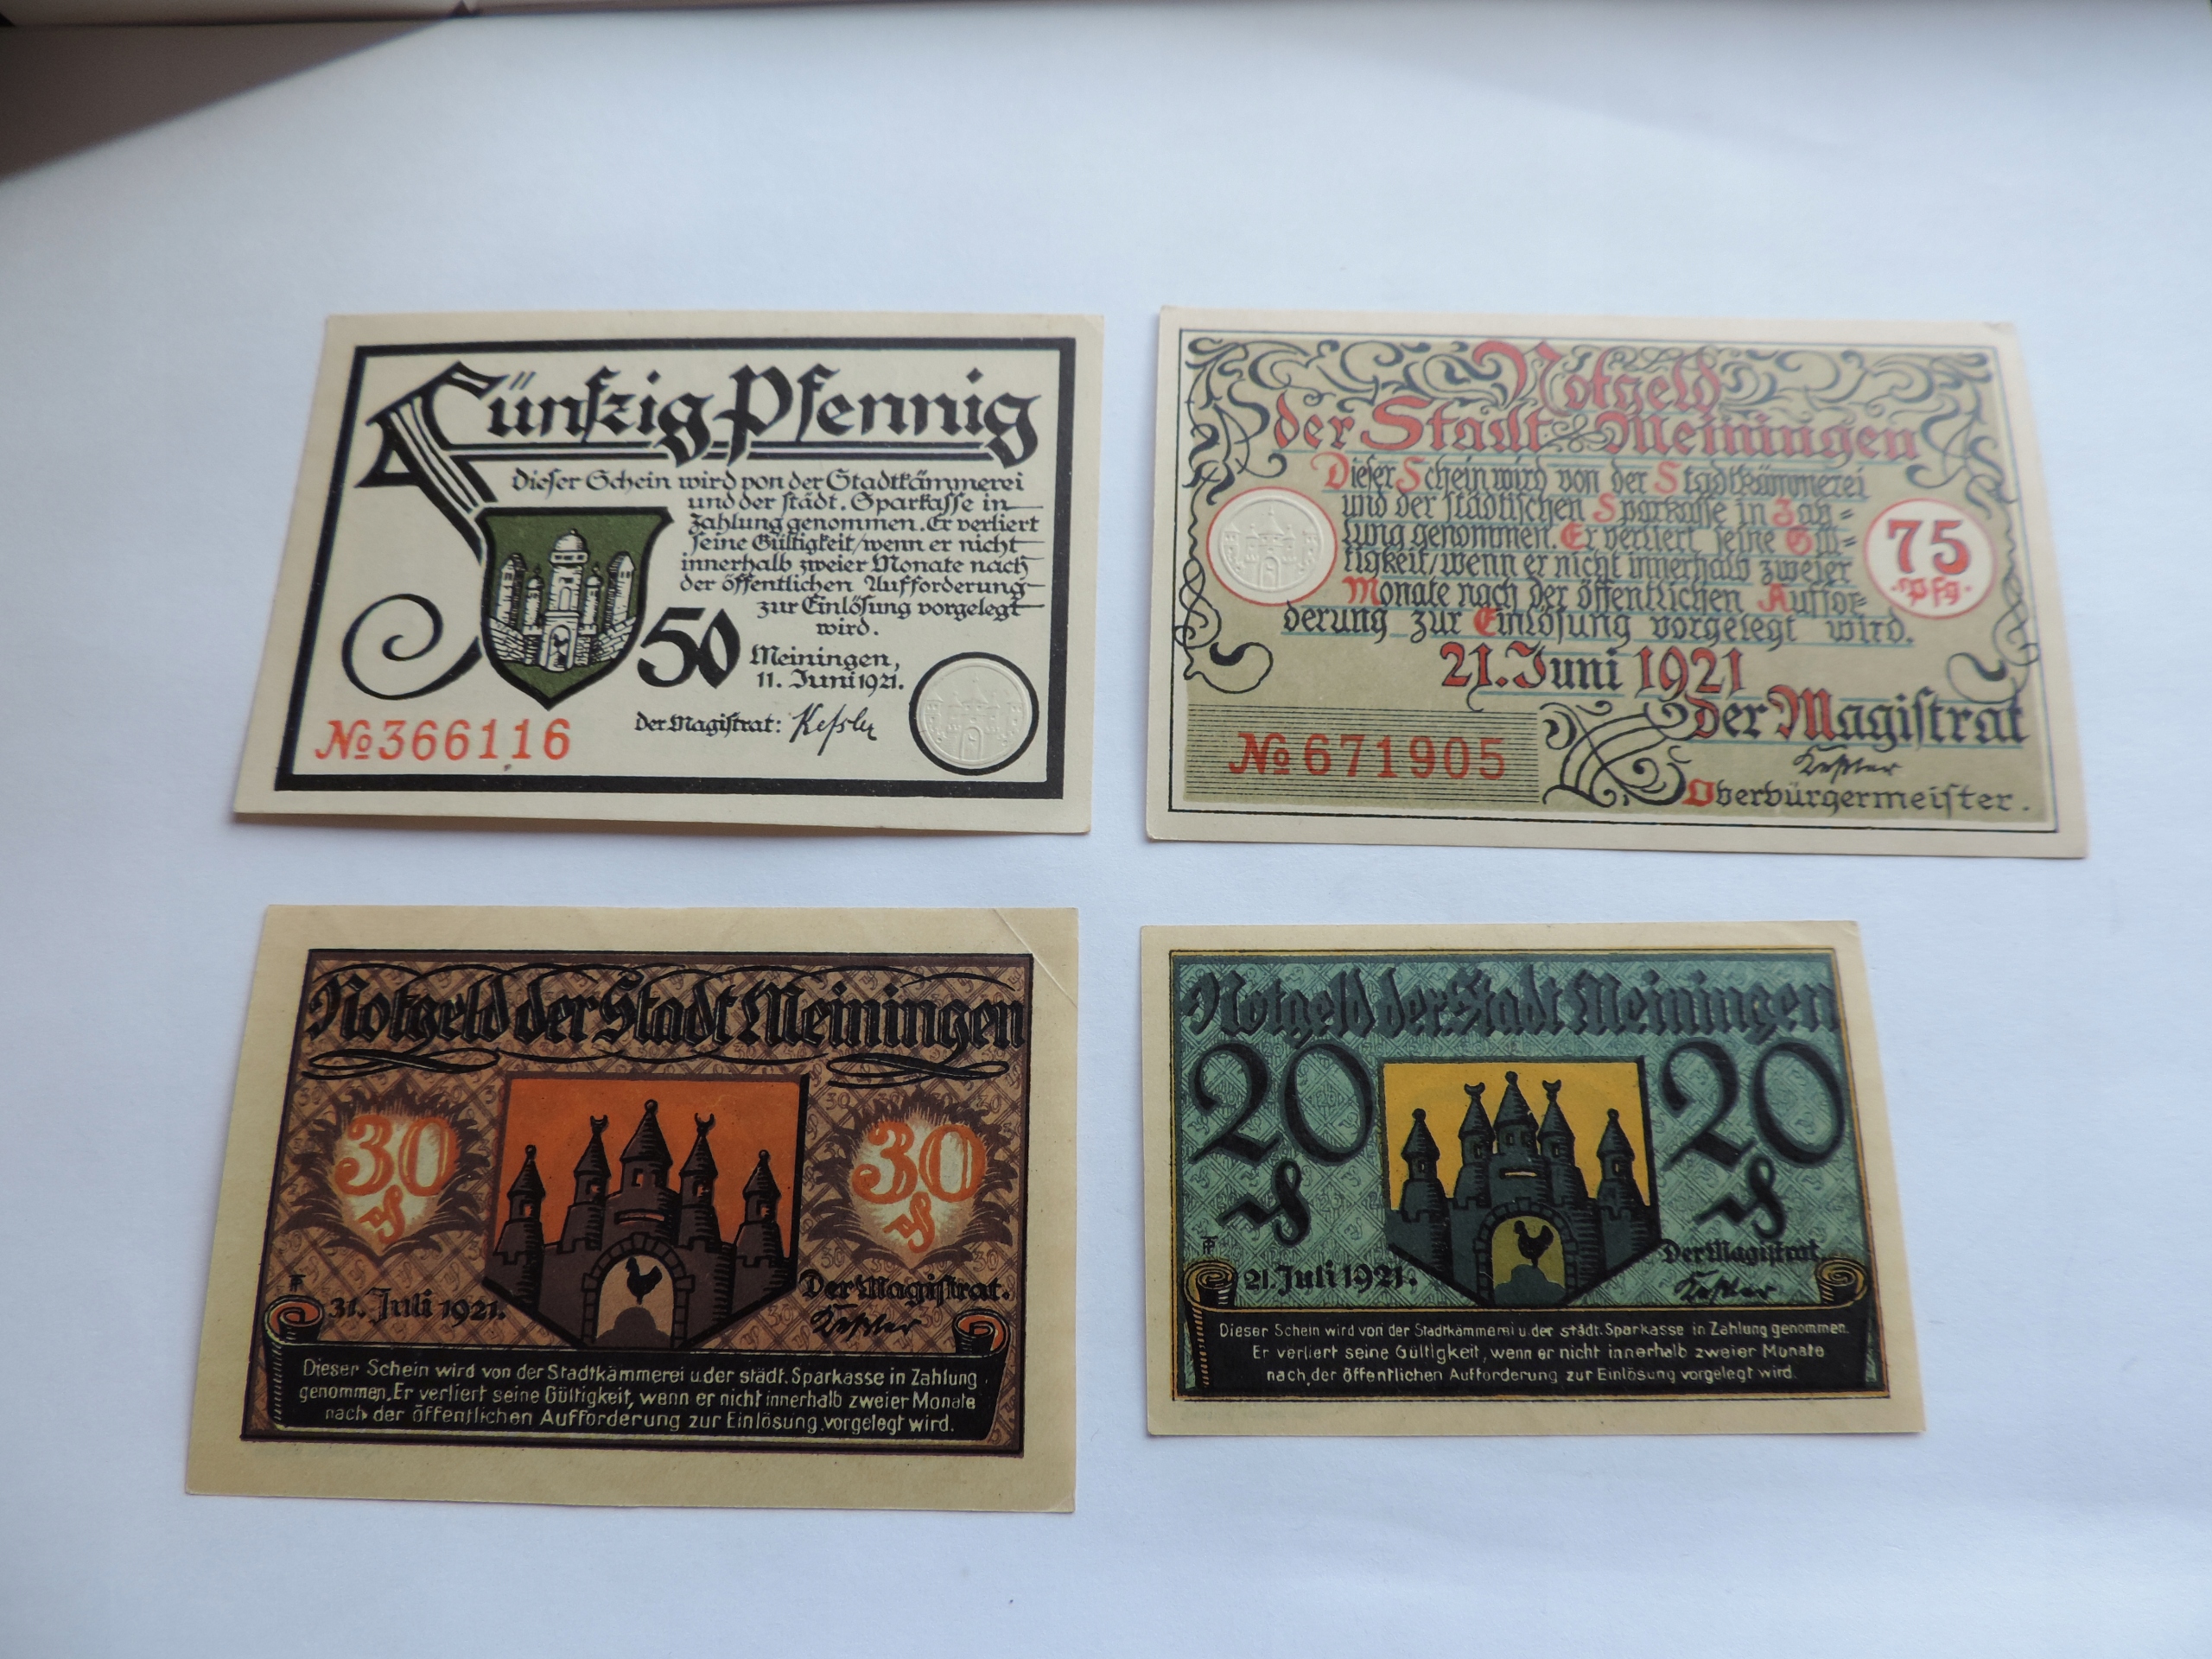 Fünfzig Pfennig
Dieser Schein wird von der Stadtkämmerei
und der städt. Sparkasse in
Zahlung genommen. Er verliert
seine Gültigkeit/wenn er nicht
innerhalb zweier Monate nach
der öffentlichen Aufforderung
zur Einlösung vorgelegt
wird.
50
Meiningen,
11. Juni 1921.
der Magistrat: Keßler
№ 366116
Notgeld
der Stadt Meiningen
Dieser Schein wird von der Stadtkämmerei
und der städtischen Sparkasse in Zah=
lung genommen. Er verliert seine Gül=
tigkeit/wenn er nicht innerhalb zweier
Monate nach der öffentlichen Auffor=
derung zur Einlösung vorgelegt wird.
75
Pfg.
21. Juni 1921
Der Magistrat
Keßler
Oberbürgermeister.
№ 671905
Notgeld der Stadt Meiningen
30 ₰
30 ₰
31. Juli 1921.
Der Magistrat.
Keßler
Dieser Schein wird von der Stadtkämmerei u. der städt. Sparkasse in Zahlung
genommen. Er verliert seine Gültigkeit, wenn er nicht innerhalb zweier Monate
nach der öffentlichen Aufforderung zur Einlösung vorgelegt wird.
Notgeld der Stadt Meiningen
20 ₰
20 ₰
21. Juli 1921.
Der Magistrat
Keßler
Dieser Schein wird von der Stadtkämmerei u. der städt. Sparkasse in Zahlung genommen.
Er verliert seine Gültigkeit, wenn er nicht innerhalb zweier Monate
nach der öffentlichen Aufforderung zur Einlösung vorgelegt wird.